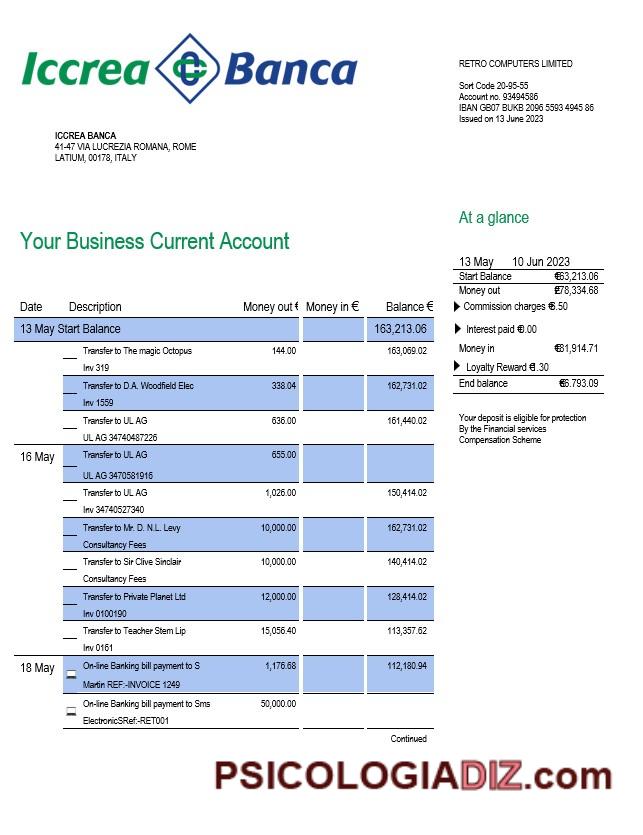 Iccrea Banca
RETRO COMPUTERS LIMITED
Sort Code 20-95-55
Account no. 93494586
IBAN GB07 BUKB 2096 5593 4945 86
Issued on 13 June 2023
ICCREA BANCA
41-47 VIA LUCREZIA ROMANA, ROME
LATIUM, 00178, ITALY
At a glance
Your Business Current Account
13 May 10 Jun 2023
Start Balance €63,213.06
Money out €78,334.68
Commission charges €6.50
Interest paid €0.00
Money in €31,914.71
Loyalty Reward €1.30
End balance €6.793.09
Your deposit is eligible for protection
By the Financial services
Compensation Scheme
Date Description Money out € Money in € Balance €
13 May Start Balance 163,213.06
Transfer to The magic Octopus 144.00 163,069.02
Inv 319
Transfer to D.A. Woodfield Elec 338.04 162,731.02
Inv 1559
Transfer to UL AG 636.00 161,440.02
UL AG 34740487226
16 May Transfer to UL AG 655.00
UL AG 3470581916
Transfer to UL AG 1,026.00 150,414.02
Inv 34740527340
Transfer to Mr. D. N.L. Levy 10,000.00 162,731.02
Consultancy Fees
Transfer to Sir Clive Sinclair 10,000.00 140,414.02
Consultancy Fees
Transfer to Private Planet Ltd 12,000.00 128,414.02
Inv 0100190
Transfer to Teacher Stem Lip 15,056.40 113,357.62
Inv 0161
18 May On-line Banking bill payment to S 1,176.68 112,180.94
Martin REF:-INVOICE 1249
On-line Banking bill payment to Sms 50,000.00
ElectronicSRef:-RET001
Continued
PSICOLOGIADIZ.com